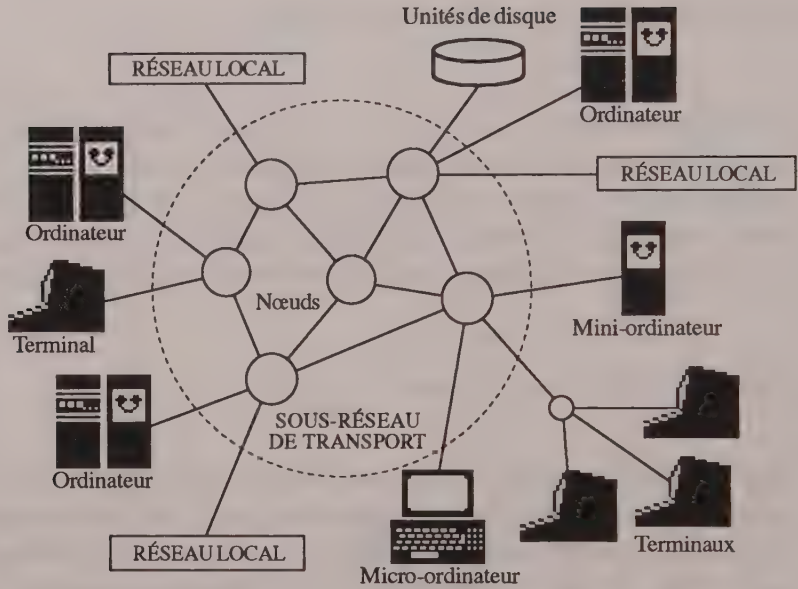 Unités de disque
RÉSEAU LOCAL
Ordinateur
RÉSEAU LOCAL
Ordinateur
Nœuds
Mini-ordinateur
Terminal
SOUS-RÉSEAU
DE TRANSPORT
Ordinateur
Terminaux
RÉSEAU LOCAL
Micro-ordinateur